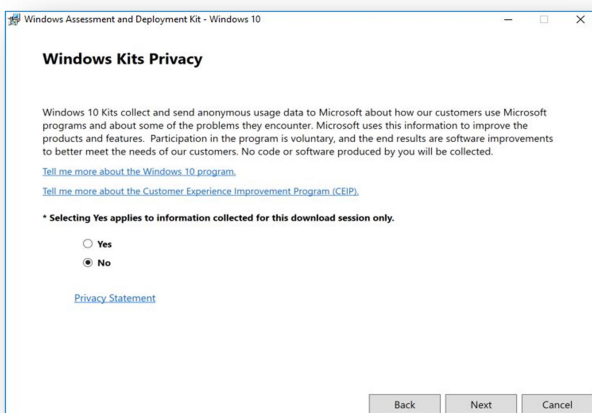 Windows Assessment and Deployment Kit - Windows 10
Windows Kits Privacy
Windows 10 Kits collect and send anonymous usage data to Microsoft about how our customers use Microsoft
programs and about some of the problems they encounter. Microsoft uses this information to improve the
products and features. Participation in the program is voluntary, and the end results are software improvements
to better meet the needs of our customers. No code or software produced by you will be collected.
Tell me more about the Windows 10 program.
Tell me more about the Customer Experience Improvement Program (CEIP).
* Selecting Yes applies to information collected for this download session only.
Yes
No
Privacy Statement
Back Next Cancel